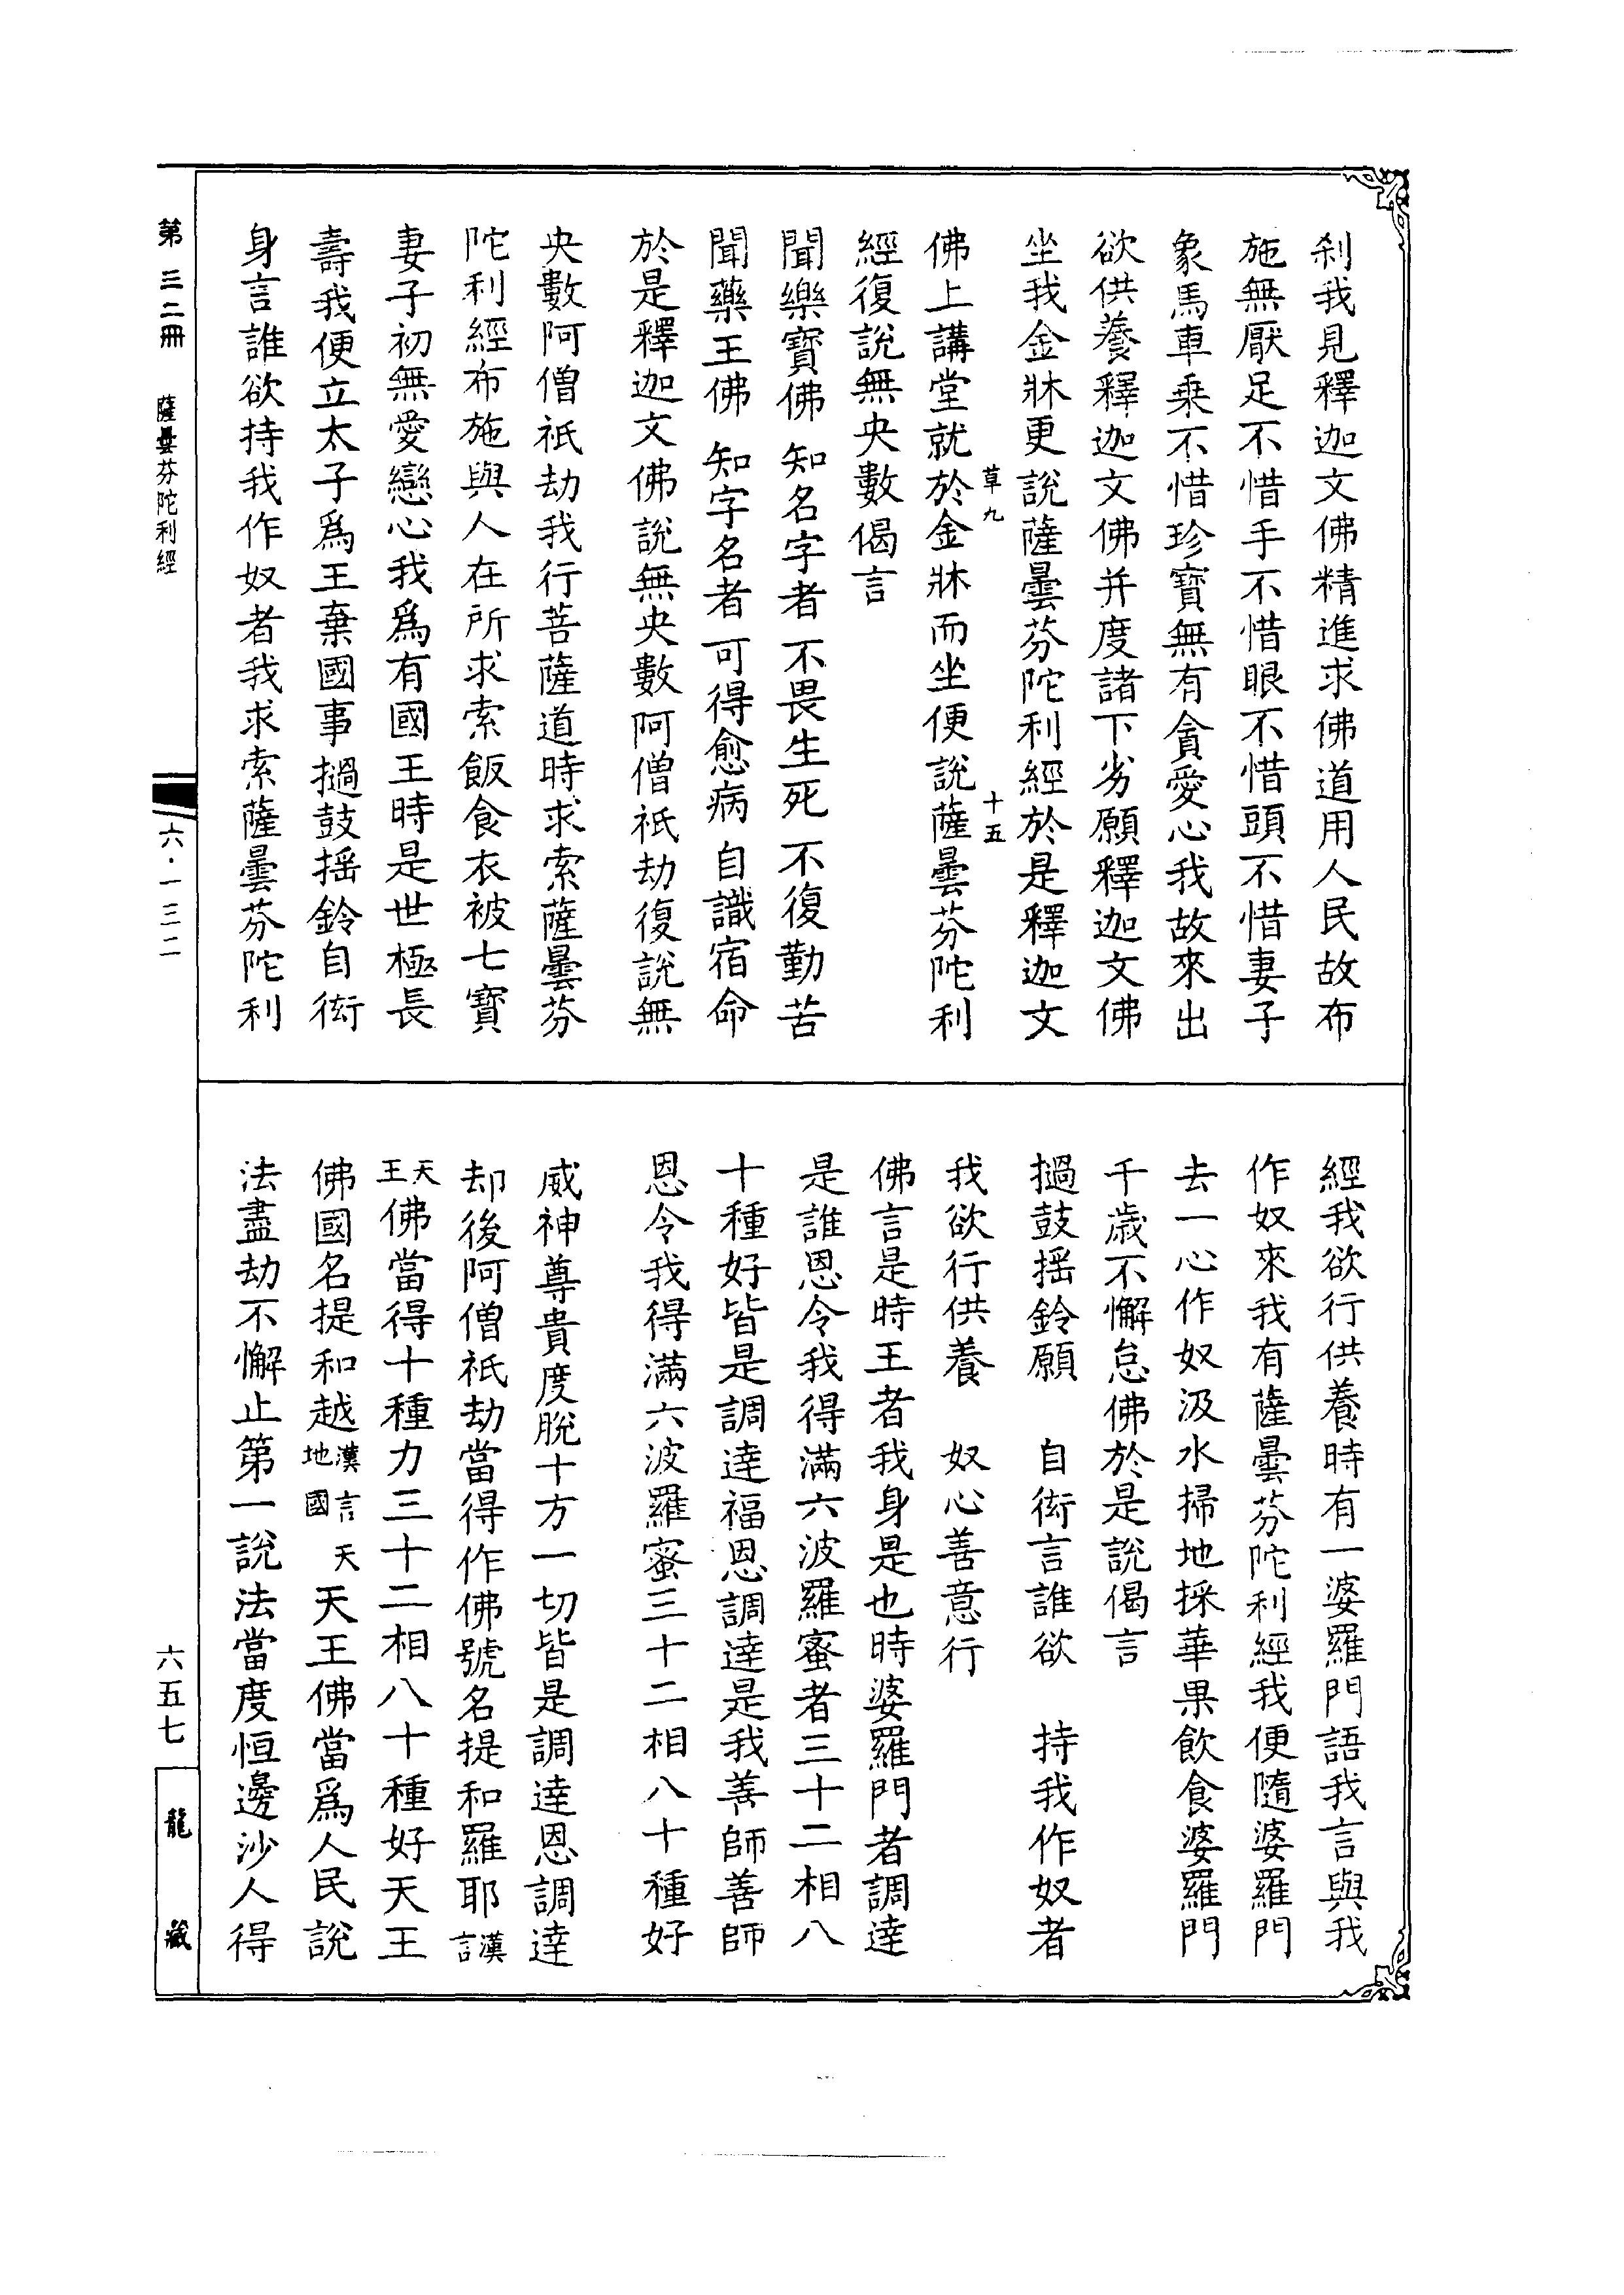 剎我見釋迦文佛精進求佛道用人民故布
施無厭足不惜手不惜眼不惜頭不惜妻子
象馬車乗不惜珍寶無有貪愛心我故來出
欲供養釋迦文佛并度諸下劣願釋迦文佛
坐我金牀更說薩曇芬陀利經於是釋迦文
草九 十五
佛上講堂就於金牀而坐便說薩曇芬陀利
經復說無央數偈言
聞樂寶佛 知名字者 不畏生死 不復勤苦
聞藥王佛 知字名者 可得愈病 自識宿命
於是釋迦文佛說無央數阿僧祇劫復說無
央數阿僧祇劫我行菩薩道時求索薩曇芬
陀利經布施與人在所求索飯食衣被七寶
妻子初無愛戀心我爲有國王時是世極長
壽我便立太子爲王棄國事撾鼓搖鈴自衒
身言誰欲持我作奴者我求索薩曇芬陀利
經我欲行供養時有一婆羅門語我言與我
作奴來我有薩曇芬陀利經我便隨婆羅門
去一心作奴汲水掃地採華果飲食婆羅門
千歲不懈怠佛於是說偈言
撾鼓搖鈴願 自衒言誰欲 持我作奴者
我欲行供養 奴心善意行
佛言是時王者我身是也時婆羅門者調達
是誰恩令我得滿六波羅蜜者三十二相八
十種好皆是調達福恩調達是我善師善師
恩令我得滿六波羅蜜三十二相八十種好
威神尊貴度脫十方一切皆是調達恩調達
却後阿僧祇劫當得作佛號名提和羅耶漢言
天王佛當得十種力三十二相八十種好天王
佛國名提和越漢言天地國天王佛當爲人民說
法盡劫不懈止第一說法當度恒邊沙人得
第三二冊 薩曇芬陀利經 六·一三二 六五七 龍藏